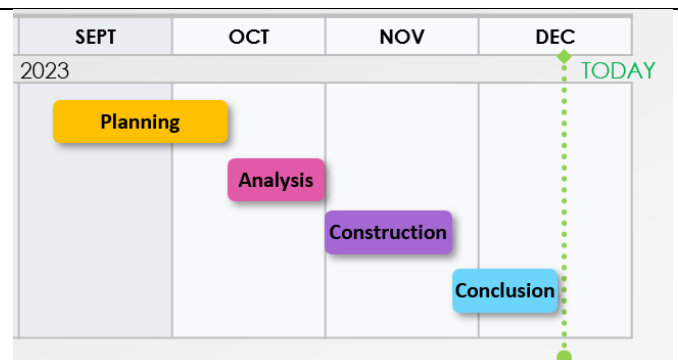 SEPT OCT NOV DEC
2023 TODAY
Planning
Analysis
Construction
Conclusion